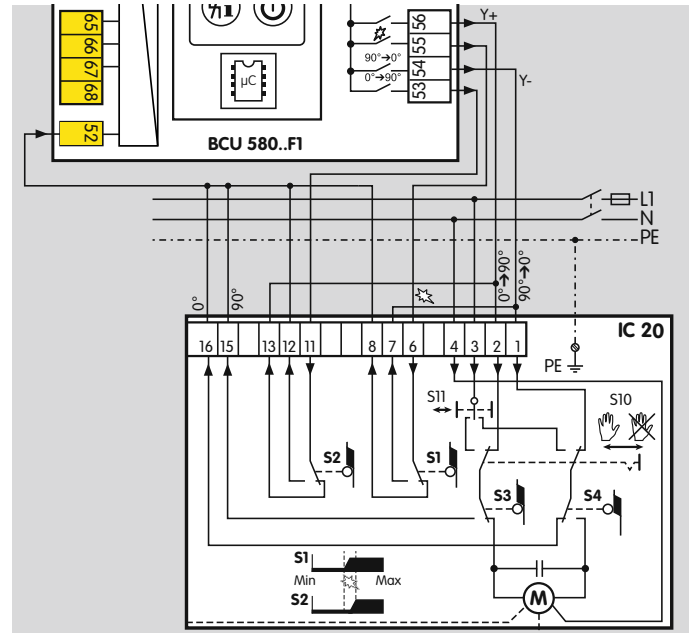 65
66
67
68
52
µC
BCU 580..F1
90°→0°
0°→90°
56
55
54
53
Y+
Y-
L1
N
PE
0°
90°
0°→90°
90°→0°
IC 20
16 15 13 12 11 8 7 6 4 3 2 1
PE
S11
S10
S2
S1
S3
S4
S1
Min Max
S2
M